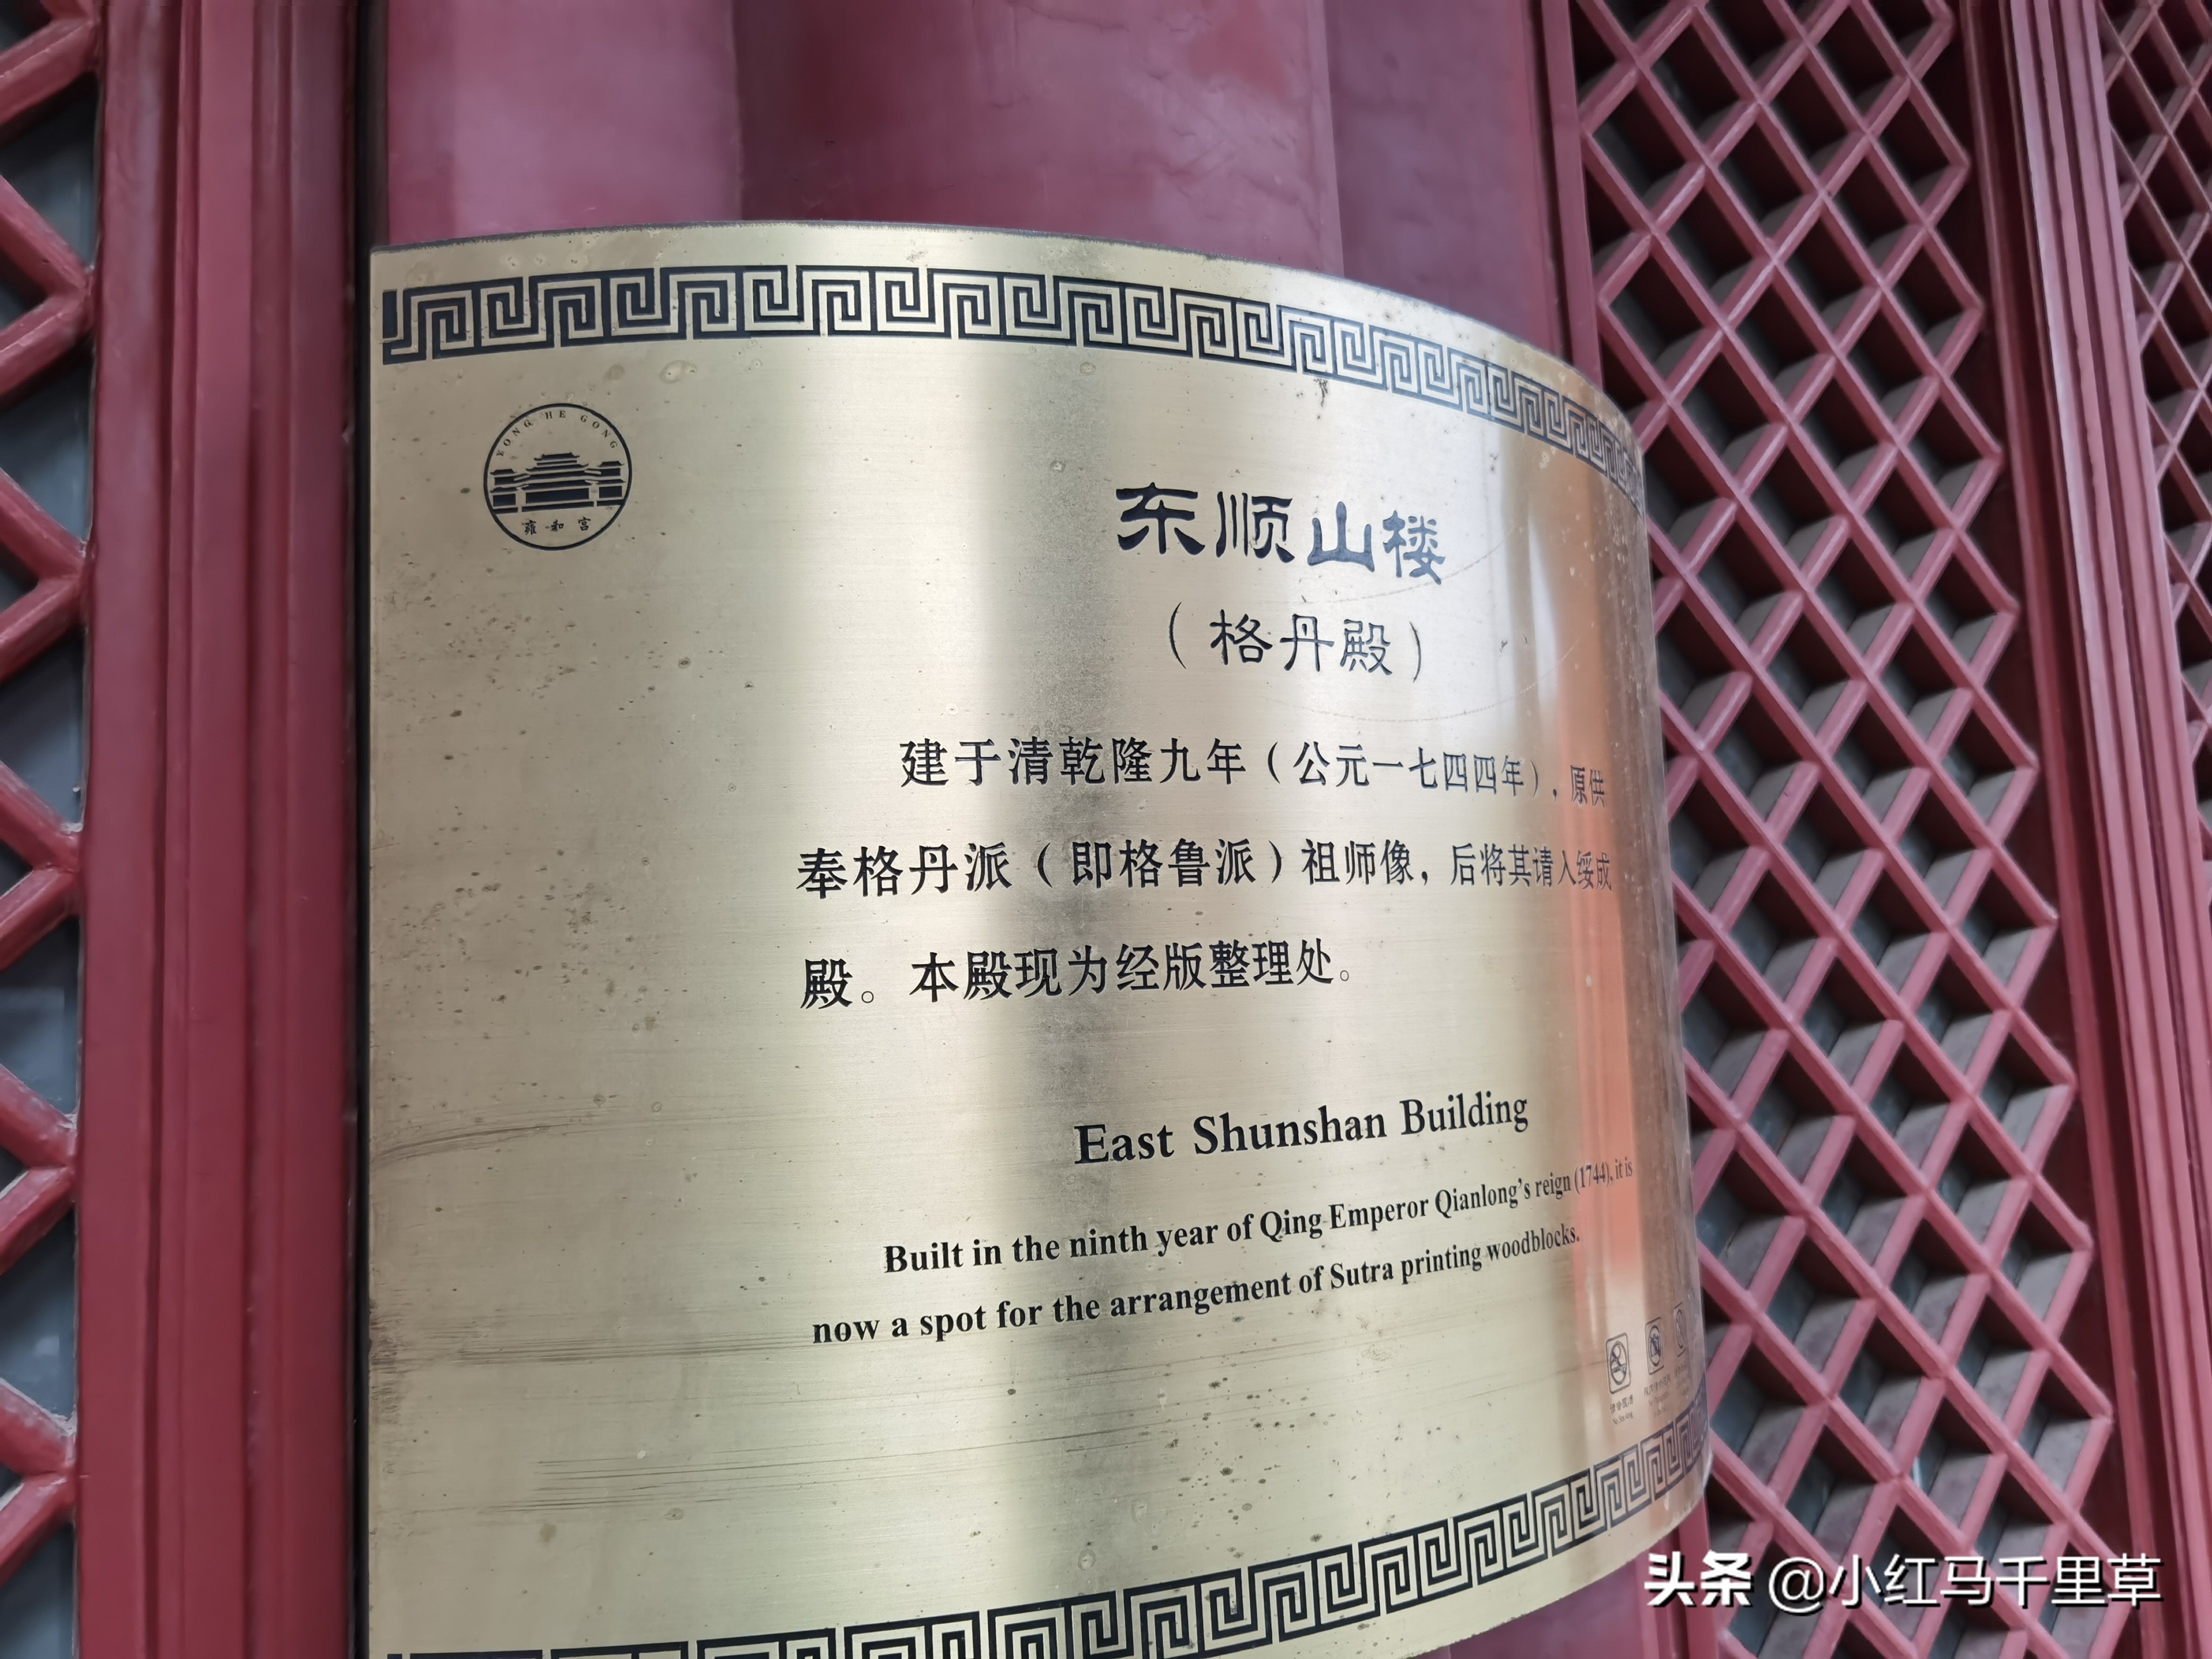 YONG HE GONG
雍和宫
东顺山楼
（格丹殿）
建于清乾隆九年（公元一七四四年），原供
奉格丹派（即格鲁派）祖师像，后将其请入绥成
殿。本殿现为经版整理处。
East Shunshan Building
Built in the ninth year of Qing Emperor Qianlong's reign (1744), it is
now a spot for the arrangement of Sutra printing woodblocks.
头条 @小红马千里草